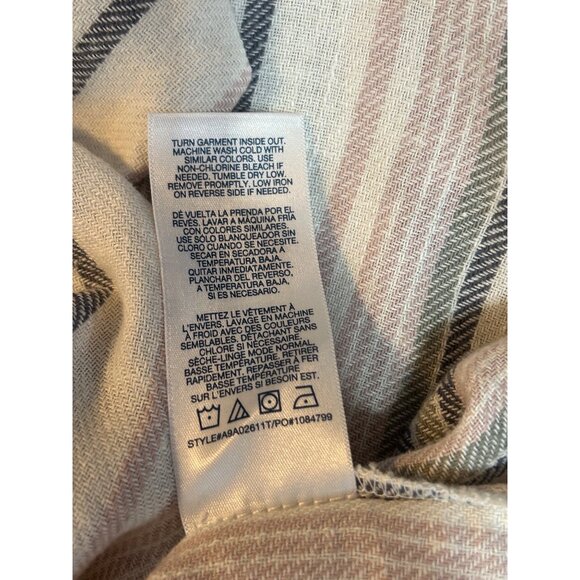 TURN GARMENT INSIDE OUT.
MACHINE WASH COLD WITH
SIMILAR COLORS. USE
NON-CHLORINE BLEACH IF
NEEDED. TUMBLE DRY LOW.
REMOVE PROMPTLY. LOW IRON
ON REVERSE SIDE IF NEEDED.
DÉ VUELTA LA PRENDA POR EL
REVÉS. LAVAR A MÁQUINA FRÍA
CON COLORES SIMILARES.
USE SOLO BLANQUEADOR SIN
CLORO CUANDO SE NECESITE.
SECAR EN SECADORA A
TEMPERATURA BAJA.
QUITAR INMEDIATAMENTE.
PLANCHAR DEL REVERSO,
A TEMPERATURA BAJA,
SI ES NECESARIO.
METTEZ LE VÊTEMENT À
L'ENVERS. LAVAGE EN MACHINE
À FROID AVEC DES COULEURS
SEMBLABLES. DÉTACHANT SANS
CHLORE SI NÉCESSAIRE.
SÈCHE-LINGE MODE NORMAL,
BASSE TEMPÉRATURE. RETIRER
RAPIDEMENT. REPASSER À FER
BASSE TEMPÉRATURE
SUR L'ENVERS SI BESOIN EST.
STYLE#A9A02611T/PO#1084799